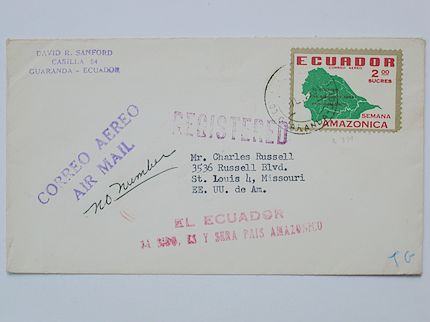 DAVID R. SANFORD
CASILLA 24
GUARANDA - ECUADOR
ECUADOR
CORREO AEREO
2.00
SUCRES
SEMANA
AMAZONICA
REGISTERED
CORREO AEREO
AIR MAIL
no number
Mr. Charles Russell
3536 Russell Blvd.
St. Louis 4, Missouri
EE. UU. de Am.
EL ECUADOR
HA SIDO, ES Y SERA PAIS AMAZONICO